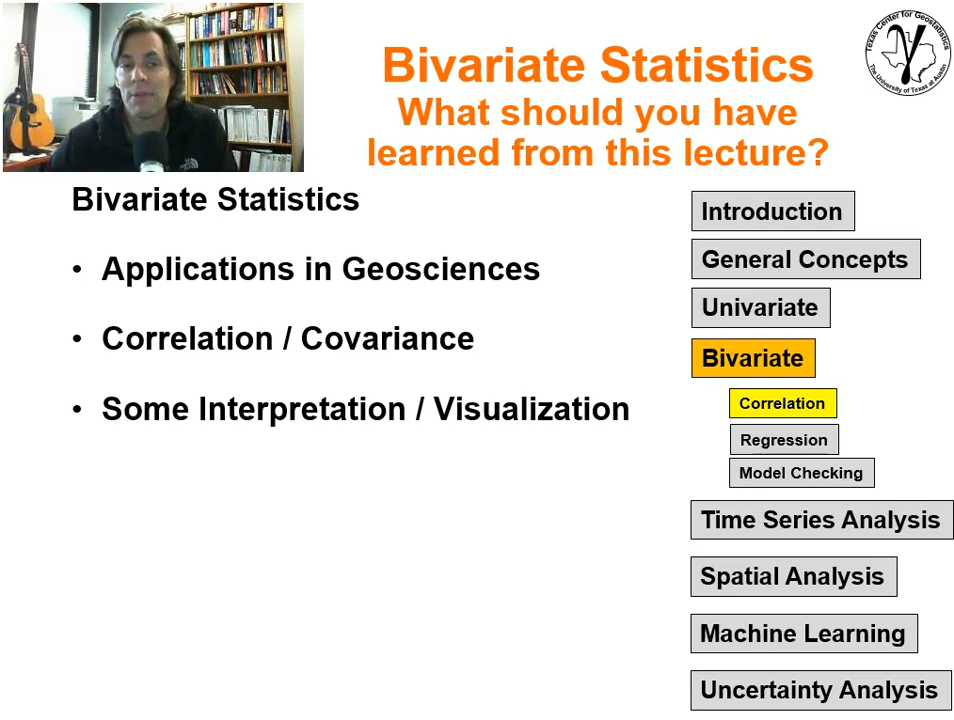 Bivariate Statistics
What should you have
learned from this lecture?
Texas Center for Geostatistics
The University of Texas at Austin
Bivariate Statistics
• Applications in Geosciences
• Correlation / Covariance
• Some Interpretation / Visualization
Introduction
General Concepts
Univariate
Bivariate
Correlation
Regression
Model Checking
Time Series Analysis
Spatial Analysis
Machine Learning
Uncertainty Analysis